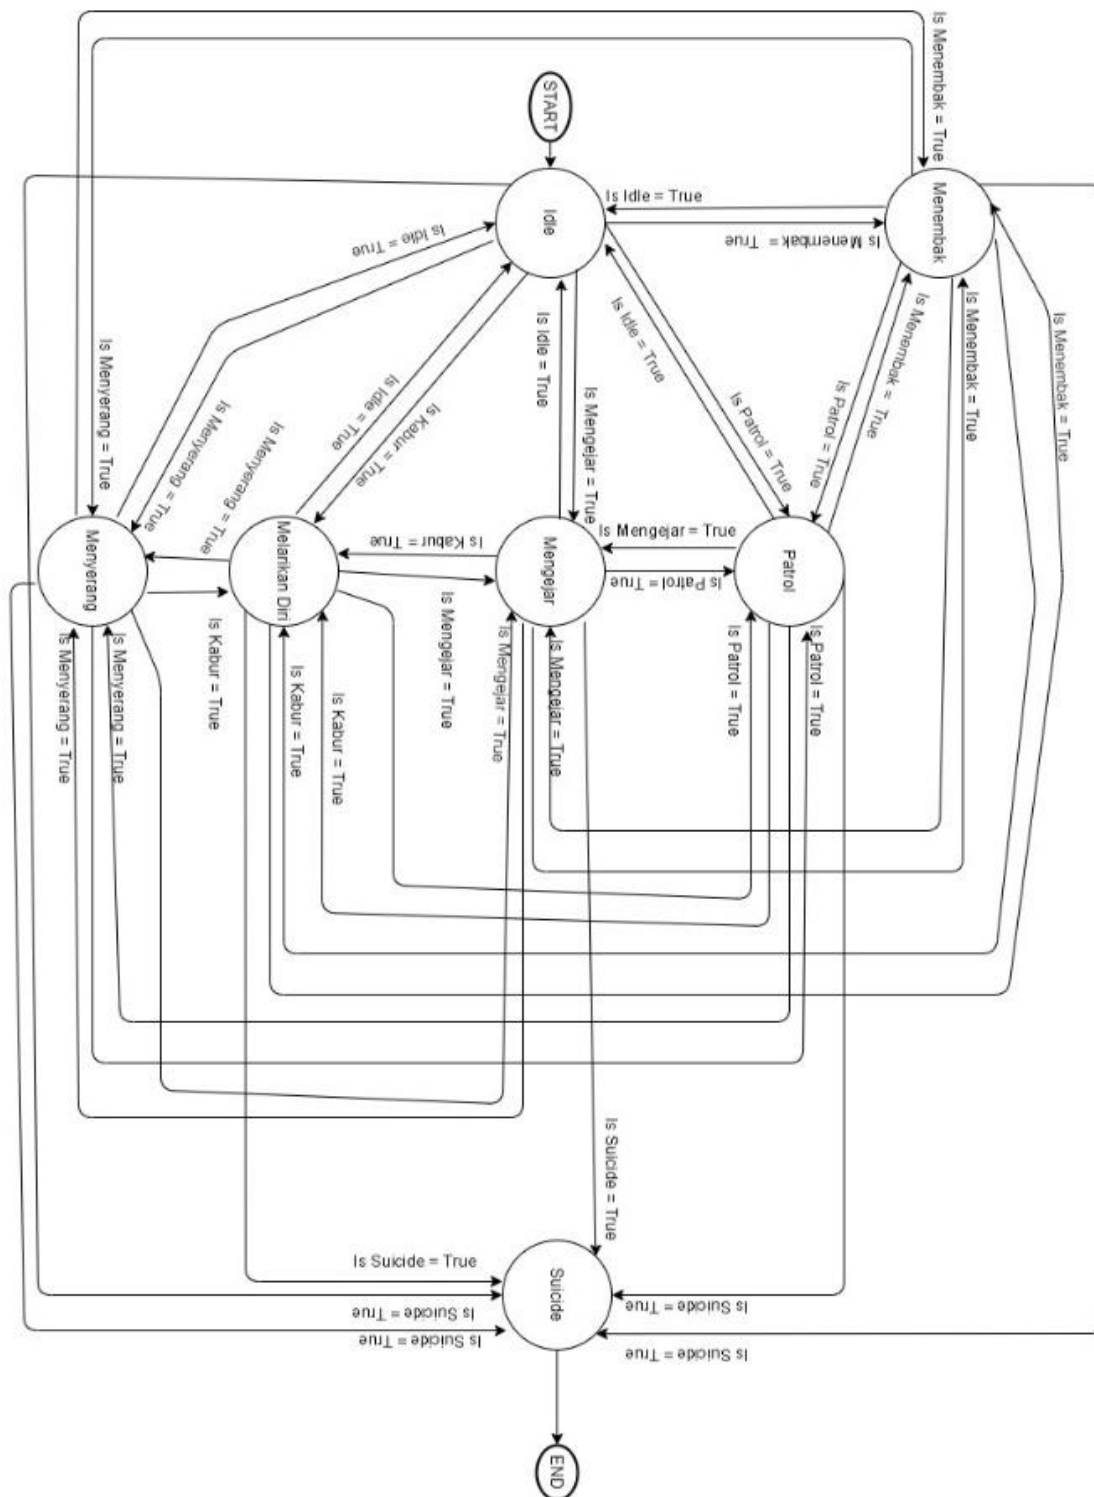 START
Idle
Menembak
Is Menembak = True
Is Idle = True
Is Menembak = True
Is Idle = True
Is Menembak = True
Is Menembak = True
Is Menembak = True
Is Idle = True
Is Idle = True
Is Patrol = True
Is Menyerang = True
Is Idle = True
Is Kabur = True
Is Mengejar = True
Is Patrol = True
Is Menyerang = True
Is Menyerang = True
Menyerang
Melarikan Diri
Mengejar
Patrol
Is Kabur = True
Is Mengejar = True
Is Patrol = True
Is Menyerang = True
Is Menyerang = True
Is Kabur = True
Is Kabur = True
Is Kabur = True
Is Mengejar = True
Is Mengejar = True
Is Mengejar = True
Is Patrol = True
Is Patrol = True
Is Suicide = True
Is Suicide = True
Suicide
Is Suicide = True
Is Suicide = True
Is Suicide = True
Is Suicide = True
END